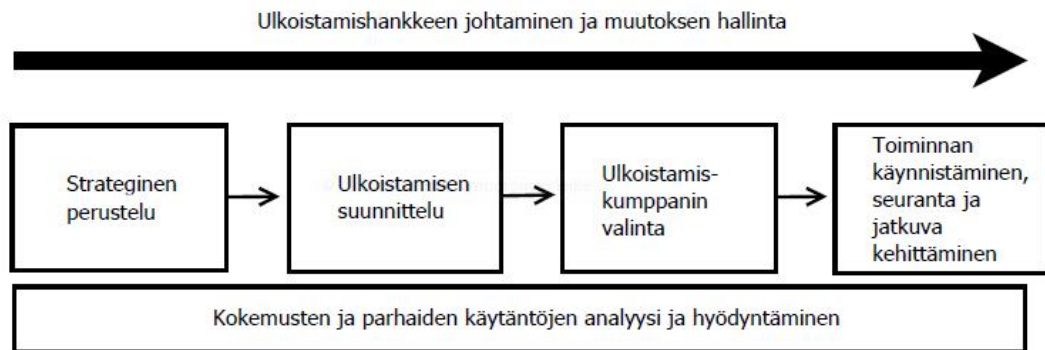 Ulkoistamishankkeen johtaminen ja muutoksen hallinta
Strateginen
perustelu
Ulkoistamisen
suunnittelu
Ulkoistamis-
kumppanin
valinta
Toiminnan
käynnistäminen,
seuranta ja
jatkuva
kehittäminen
Kokemusten ja parhaiden käytäntöjen analyysi ja hyödyntäminen